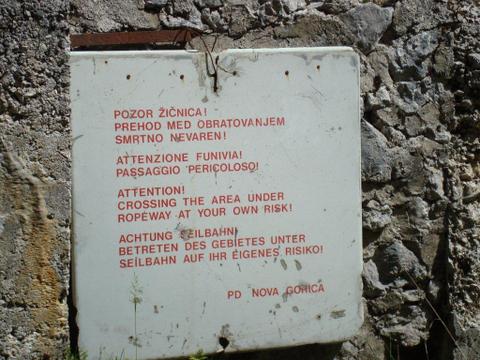 POZOR ŽIČNICA!
PREHOD MED OBRATOVANJEM
SMRTNO NEVAREN!
ATTENZIONE FUNIVIA!
PASSAGGIO PERICOLOSO!
ATTENTION!
CROSSING THE AREA UNDER
ROPEWAY AT YOUR OWN RISK!
ACHTUNG SEILBAHN!
BETRETEN DES GEBIETES UNTER
SEILBAHN AUF IHR EIGENES RISIKO!
PD NOVA GORICA